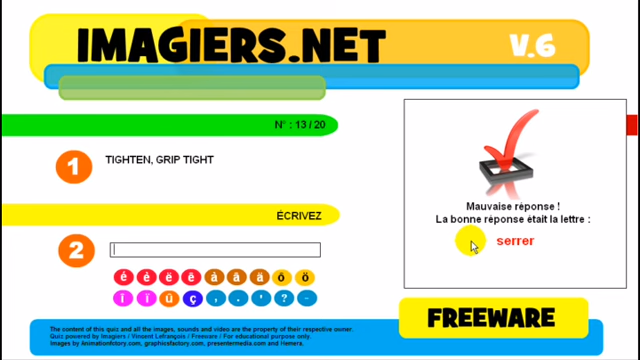 IMAGIERS.NET
V.6
N° : 13 / 20
1
TIGHTEN, GRIP TIGHT
ÉCRIVEZ
2
Mauvaise réponse !
La bonne réponse était la lettre :
serrer
FREEWARE
The content of this quiz and all the images, sounds and video are the property of their respective owner.
Quiz powered by Imagiers / Vincent Lefrançois / Freeware / For educational purpose only.
Images by Animationfctory.com, graphicsfactory.com, presentermedia.com and Hemera.